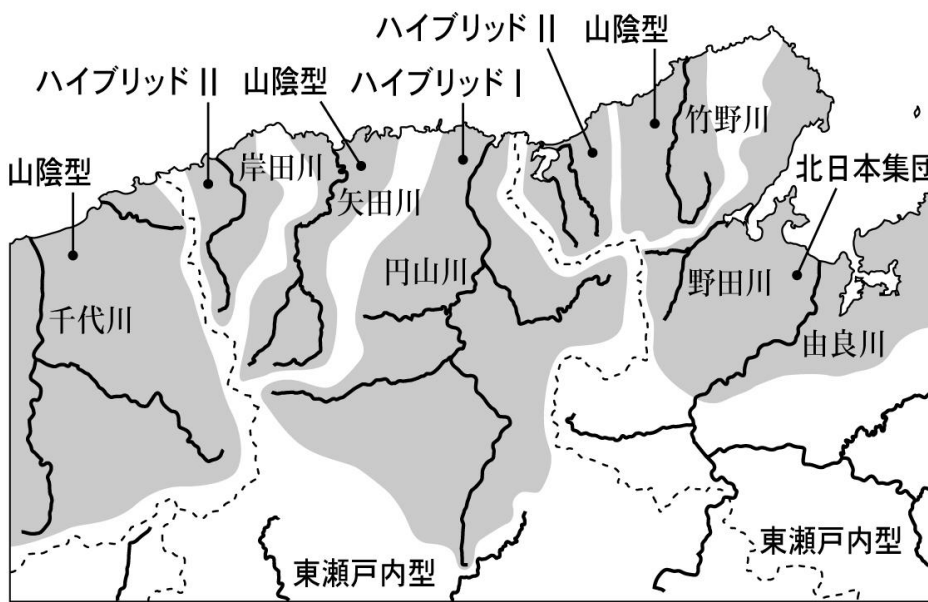 ハイブリッド II
山陰型
ハイブリッド II
山陰型
ハイブリッド I
竹野川
山陰型
岸田川
矢田川
北日本集団
円山川
野田川
千代川
由良川
東瀬戸内型
東瀬戸内型